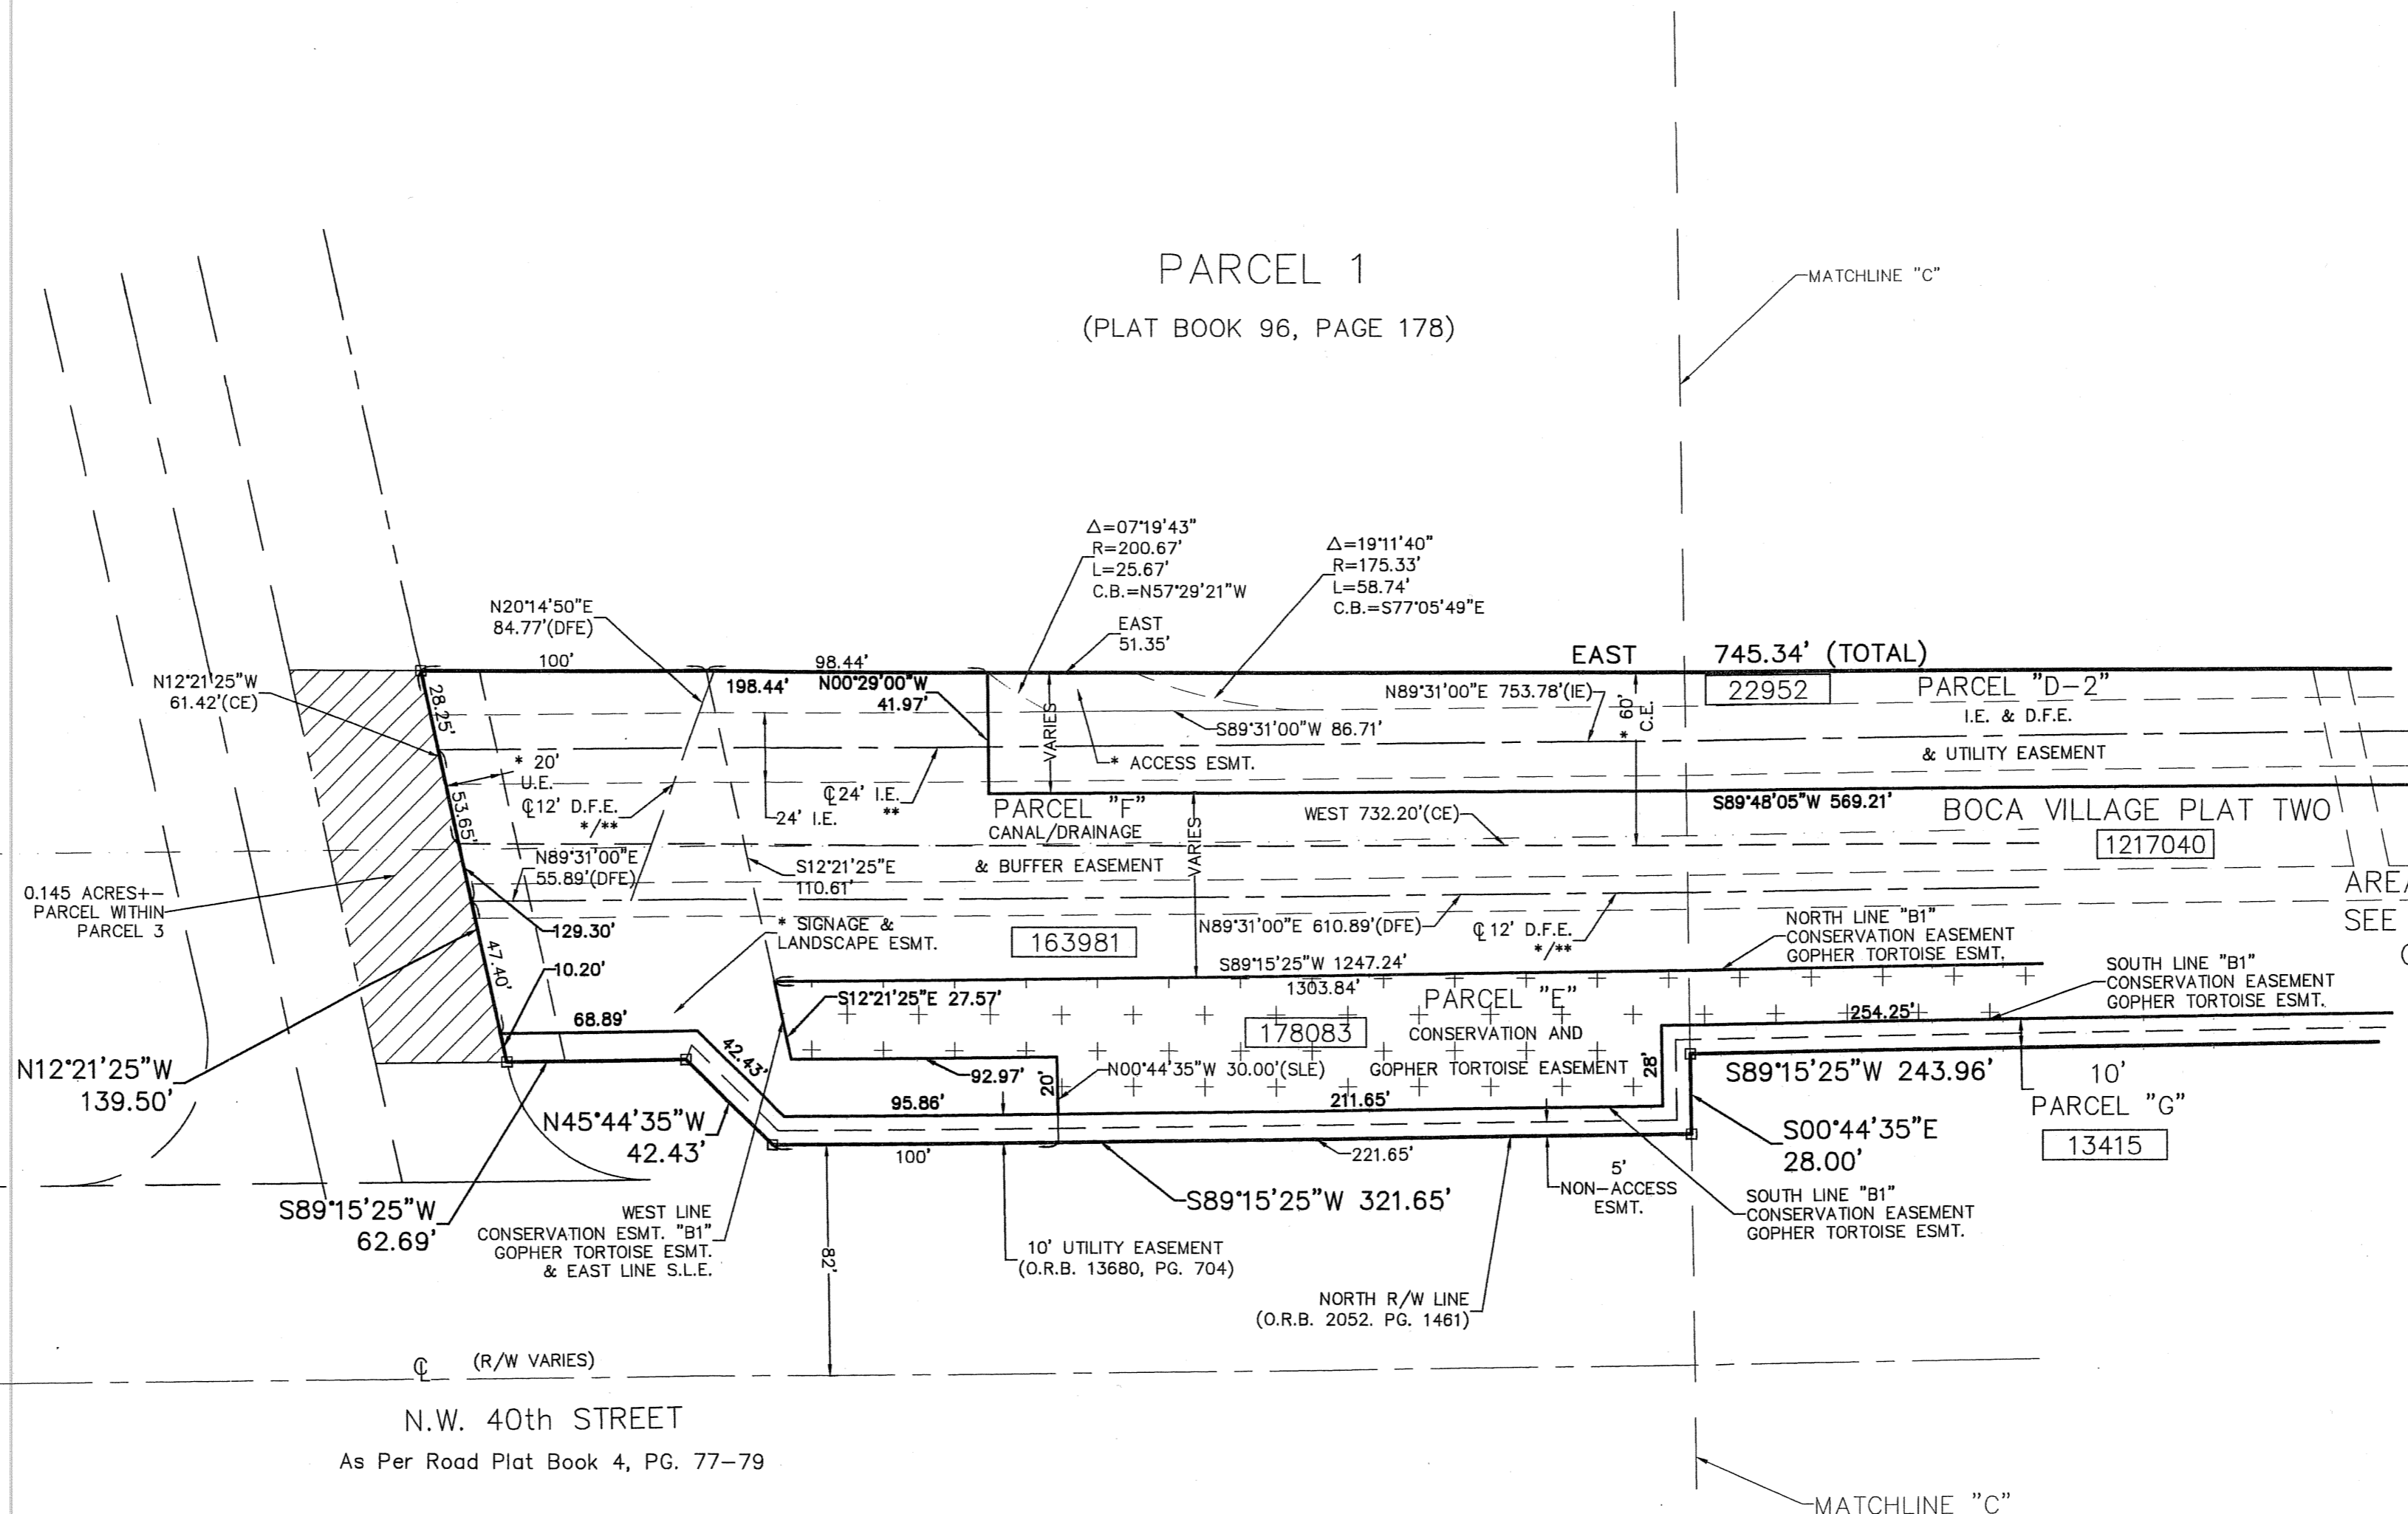 PARCEL 1
(PLAT BOOK 96, PAGE 178)
MATCHLINE "C"
Δ=07°19'43"
R=200.67'
L=25.67'
C.B.=N57°29'21"W
Δ=19°11'40"
R=175.33'
L=58.74'
C.B.=S77°05'49"E
N20°14'50"E
84.77'(DFE)
EAST
51.35'
EAST 745.34' (TOTAL)
100'
98.44'
198.44'
N00°29'00"W
41.97'
N12°21'25"W
61.42'(CE)
28.25'
N89°31'00"E 753.78'(IE)
* 60'
C.E.
22952
PARCEL "D-2"
I.E. & D.F.E.
& UTILITY EASEMENT
S89°31'00"W 86.71'
VARIES
* ACCESS ESMT.
* 20'
U.E.
℄12' D.F.E.
*/**
24' I.E.
℄24' I.E.
**
53.65'
PARCEL "F"
CANAL/DRAINAGE
& BUFFER EASEMENT
WEST 732.20'(CE)
S89°48'05"W 569.21'
BOCA VILLAGE PLAT TWO
1217040
VARIES
N89°31'00"E
55.89'(DFE)
S12°21'25"E
110.61'
0.145 ACRES+-
PARCEL WITHIN
PARCEL 3
AREA
SEE
129.30'
* SIGNAGE &
LANDSCAPE ESMT.
163981
N89°31'00"E 610.89'(DFE)
℄12' D.F.E.
*/**
NORTH LINE "B1"
CONSERVATION EASEMENT
GOPHER TORTOISE ESMT.
47.40'
10.20'
S89°15'25"W 1247.24'
1303.84'
SOUTH LINE "B1"
CONSERVATION EASEMENT
GOPHER TORTOISE ESMT.
S12°21'25"E 27.57'
PARCEL "E"
178083
CONSERVATION AND
GOPHER TORTOISE EASEMENT
254.25'
68.89'
42.43'
N12°21'25"W
139.50'
92.97'
20'
N00°44'35"W 30.00'(SLE)
28'
S89°15'25"W 243.96'
10'
PARCEL "G"
13415
95.86'
211.65'
N45°44'35"W
42.43'
S00°44'35"E
28.00'
100'
221.65'
5'
NON-ACCESS
ESMT.
S89°15'25"W
62.69'
S89°15'25"W 321.65'
SOUTH LINE "B1"
CONSERVATION EASEMENT
GOPHER TORTOISE ESMT.
WEST LINE
CONSERVATION ESMT. "B1"
GOPHER TORTOISE ESMT.
& EAST LINE S.L.E.
82'
10' UTILITY EASEMENT
(O.R.B. 13680, PG. 704)
NORTH R/W LINE
(O.R.B. 2052. PG. 1461)
℄ (R/W VARIES)
N.W. 40th STREET
As Per Road Plat Book 4, PG. 77-79
MATCHLINE "C"